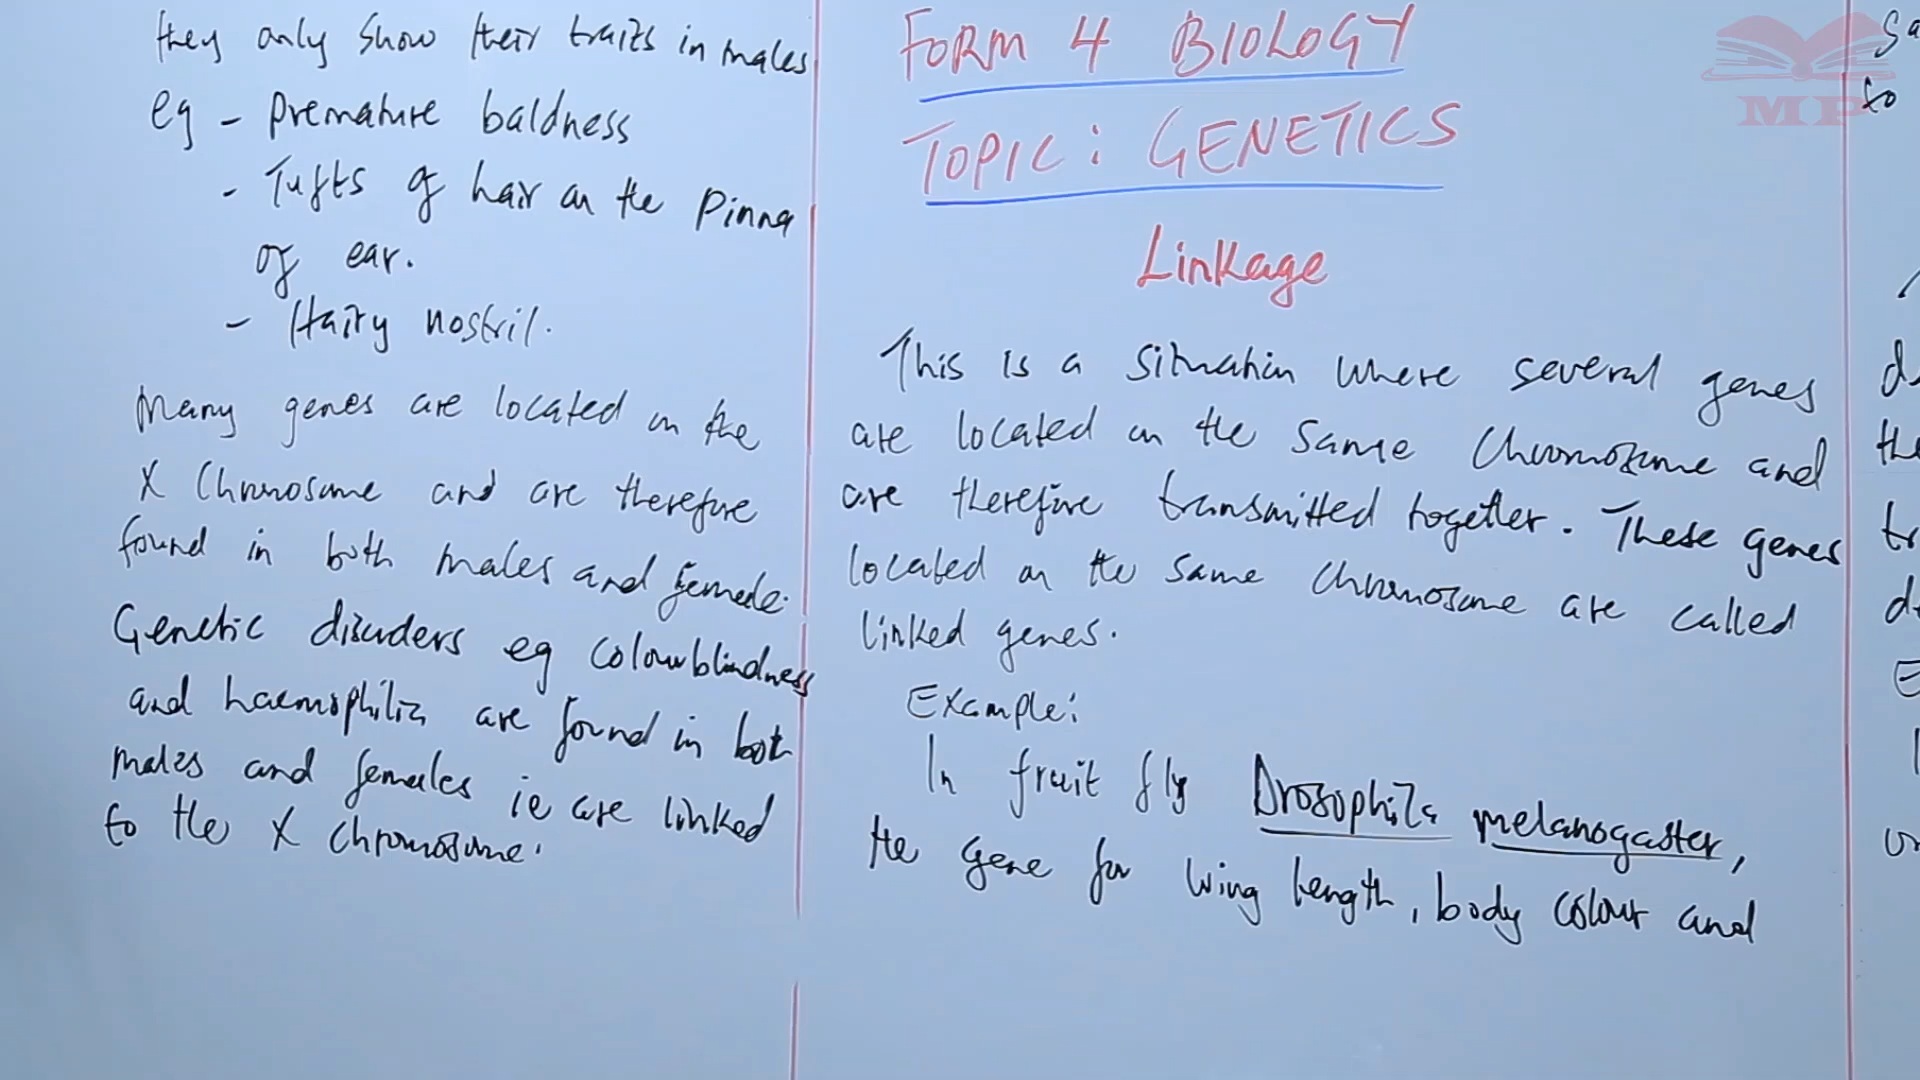 they only show their traits in males
eg - Premature baldness
- Tufts of hair on the Pinna
of ear.
- Hairy nostril.
Many genes are located on the
X Chromosome and are therefore
found in both males and female.
Genetic disorders eg colourblindness
and haemophilia are found in both
males and females ie are linked
to the X chromosome.
FORM 4 BIOLOGY
TOPIC: GENETICS
Linkage
This is a situation where several genes
are located on the same Chromosome and
are therefore transmitted together. These genes
located on the same chromosome are called
linked genes.
Example:
In fruit fly Drosophila melanogaster,
the gene for wing length, body colour and
MP
Sa
to
the
tr